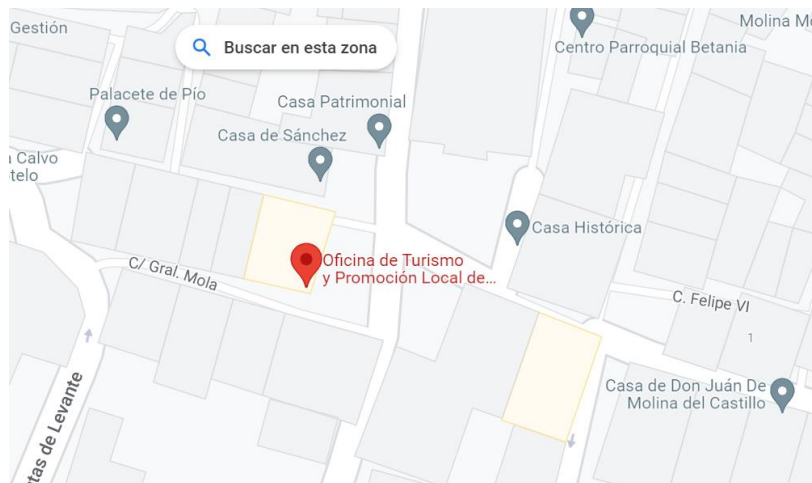 Gestión
Molina M
Buscar en esta zona
Centro Parroquial Betania
Palacete de Pío
Casa Patrimonial
Casa de Sánchez
Calvo
telo
Casa Histórica
Oficina de Turismo
y Promoción Local de...
C/ Gral. Mola
C. Felipe VI
1
Casa de Don Juán De
Molina del Castillo
tas de Levante